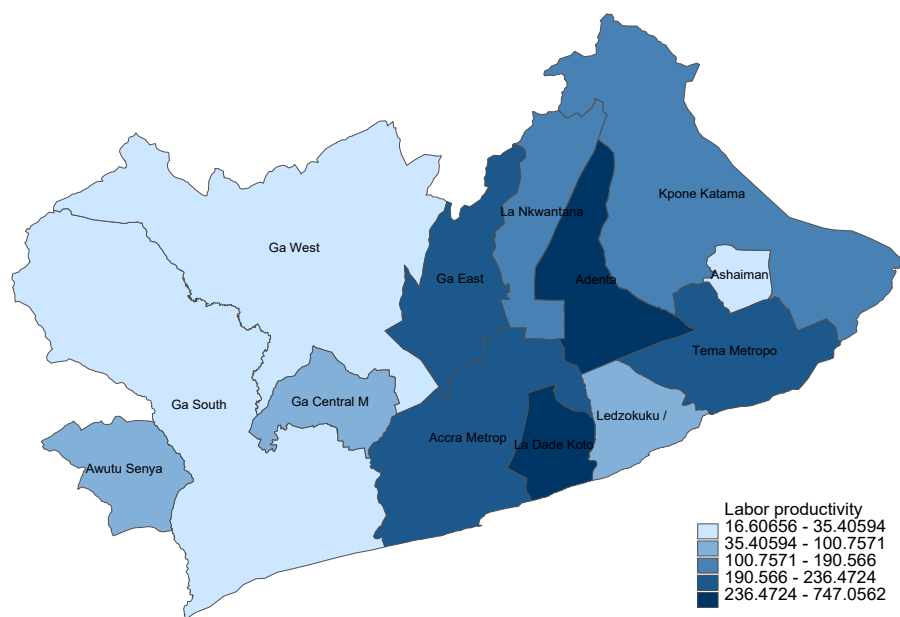 La Nkwantana
Kpone Katama
Ga West
Ga East
Adenta
Ashaiman
Tema Metropo
Ga South
Ga Central M
Ledzokuku /
Accra Metrop
La Dade Koto
Awutu Senya
Labor productivity
16.60656 - 35.40594
35.40594 - 100.7571
100.7571 - 190.566
190.566 - 236.4724
236.4724 - 747.0562